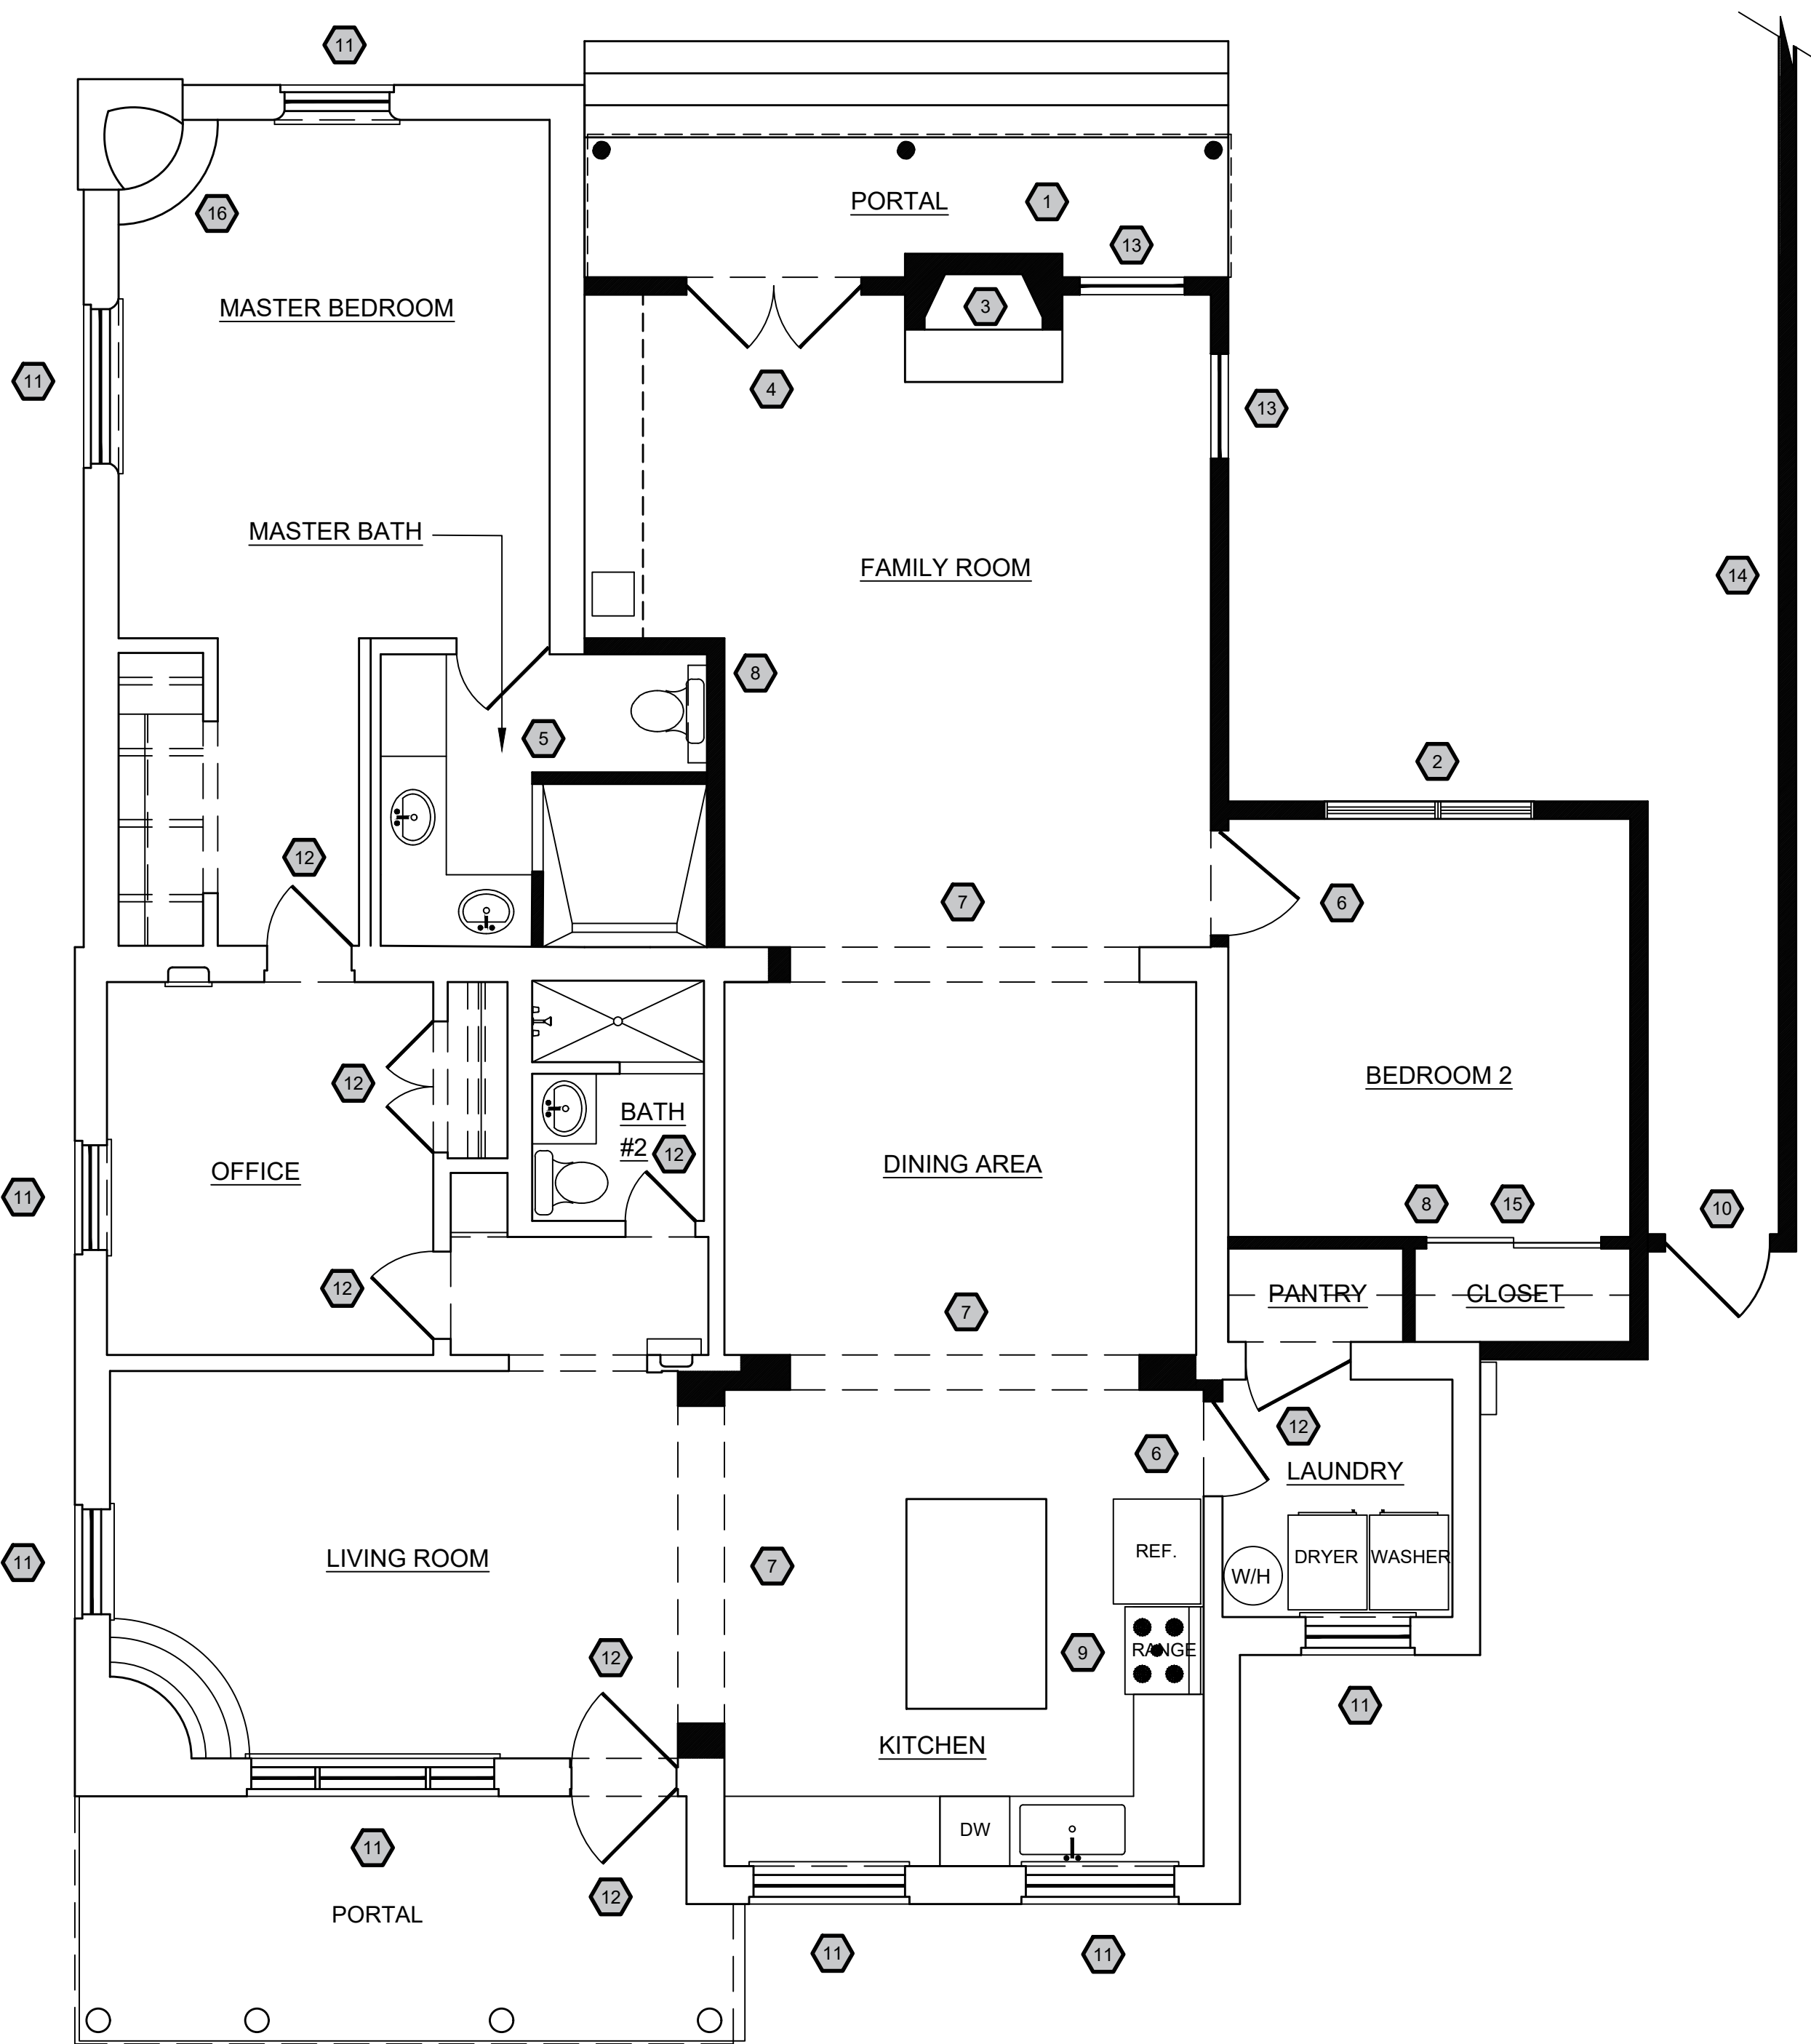 11
PORTAL
1
16
13
MASTER BEDROOM
3
11
4
13
MASTER BATH
FAMILY ROOM
14
8
5
2
12
7
6
12
BEDROOM 2
BATH
#2
12
DINING AREA
OFFICE
11
8
15
10
12
PANTRY
CLOSET
7
12
6
LAUNDRY
LIVING ROOM
11
7
REF.
DRYER
WASHER
W/H
12
9
RANGE
11
KITCHEN
11
DW
12
PORTAL
11
11